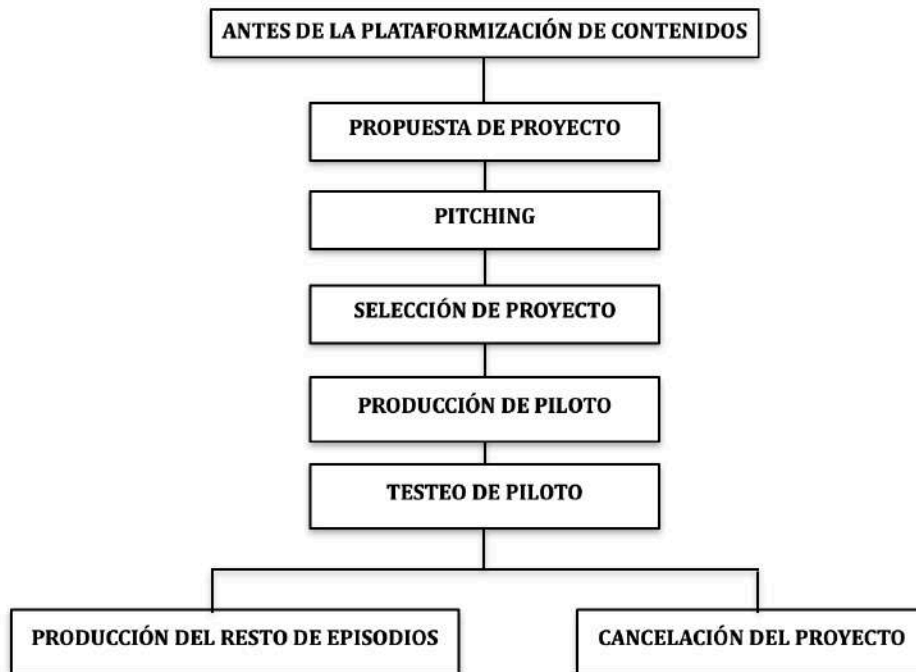 ANTES DE LA PLATAFORMIZACIÓN DE CONTENIDOS
PROPUESTA DE PROYECTO
PITCHING
SELECCIÓN DE PROYECTO
PRODUCCIÓN DE PILOTO
TESTEO DE PILOTO
PRODUCCIÓN DEL RESTO DE EPISODIOS
CANCELACIÓN DEL PROYECTO